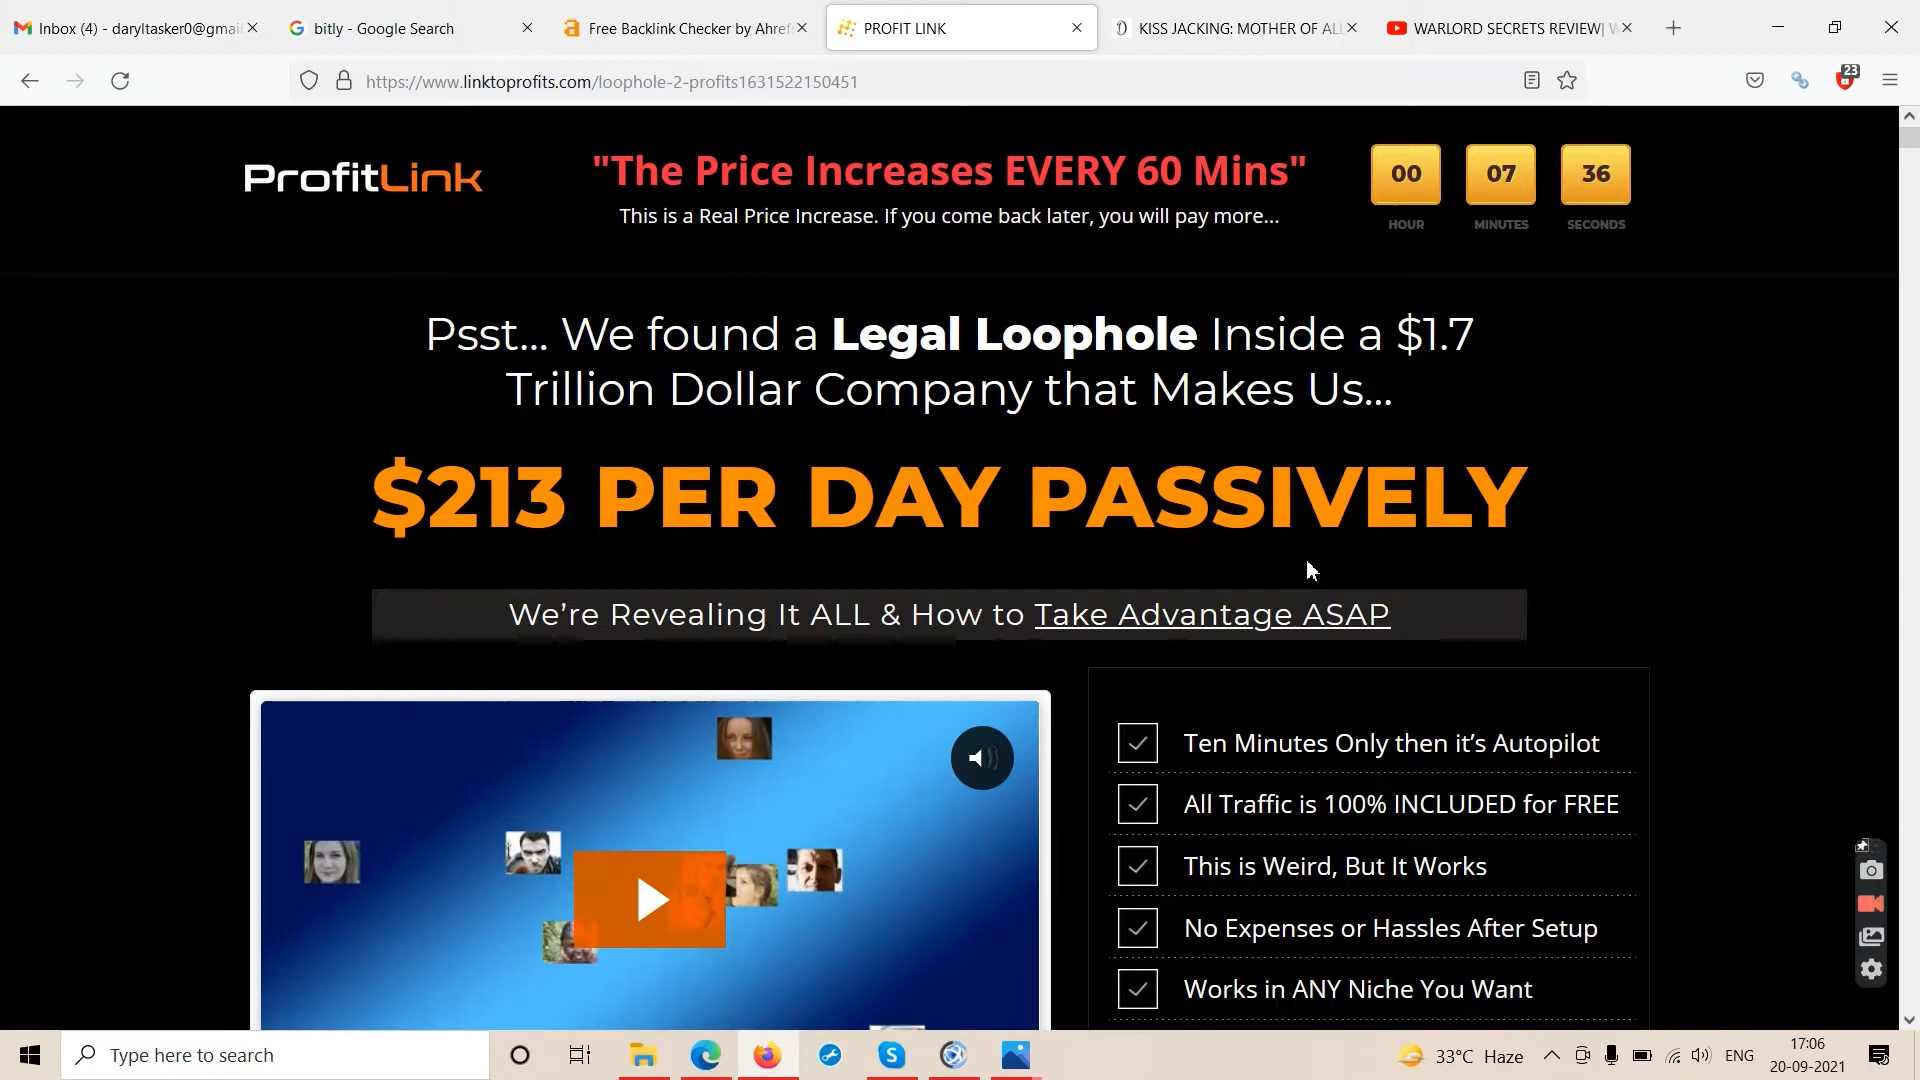 Inbox (4) - daryltasker0@gmai
bitly - Google Search
Free Backlink Checker by Ahrefs
PROFIT LINK
KISS JACKING: MOTHER OF AL
WARLORD SECRETS REVIEW| W
https://www.linktoprofits.com/loophole-2-profits1631522150451
23
ProfitLink
"The Price Increases EVERY 60 Mins"
This is a Real Price Increase. If you come back later, you will pay more...
00 07 36
HOUR MINUTES SECONDS
Psst... We found a Legal Loophole Inside a $1.7
Trillion Dollar Company that Makes Us...
$213 PER DAY PASSIVELY
We’re Revealing It ALL & How to Take Advantage ASAP
Ten Minutes Only then it’s Autopilot
All Traffic is 100% INCLUDED for FREE
This is Weird, But It Works
No Expenses or Hassles After Setup
Works in ANY Niche You Want
Type here to search
33°C Haze
ENG
17:06
20-09-2021